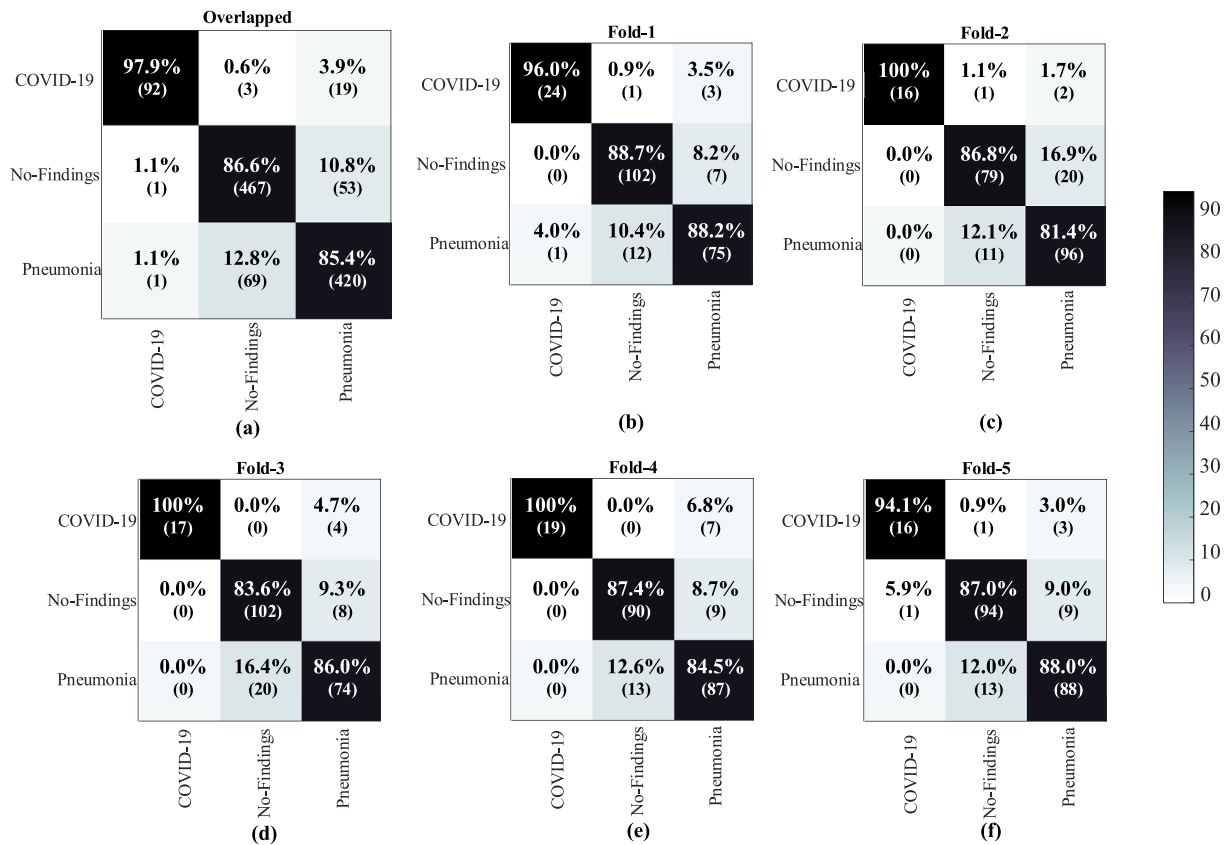 Overlapped
COVID-19 97.9% 0.6% 3.9%
(92) (3) (19)
No-Findings 1.1% 86.6% 10.8%
(1) (467) (53)
Pneumonia 1.1% 12.8% 85.4%
(1) (69) (420)
COVID-19 No-Findings Pneumonia
(a)
Fold-1
COVID-19 96.0% 0.9% 3.5%
(24) (1) (3)
No-Findings 0.0% 88.7% 8.2%
(0) (102) (7)
Pneumonia 4.0% 10.4% 88.2%
(1) (12) (75)
COVID-19 No-Findings Pneumonia
(b)
Fold-2
COVID-19 100% 1.1% 1.7%
(16) (1) (2)
No-Findings 0.0% 86.8% 16.9%
(0) (79) (20)
Pneumonia 0.0% 12.1% 81.4%
(0) (11) (96)
COVID-19 No-Findings Pneumonia
(c)
90
80
70
60
50
40
30
20
10
0
Fold-3
COVID-19 100% 0.0% 4.7%
(17) (0) (4)
No-Findings 0.0% 83.6% 9.3%
(0) (102) (8)
Pneumonia 0.0% 16.4% 86.0%
(0) (20) (74)
COVID-19 No-Findings Pneumonia
(d)
Fold-4
COVID-19 100% 0.0% 6.8%
(19) (0) (7)
No-Findings 0.0% 87.4% 8.7%
(0) (90) (9)
Pneumonia 0.0% 12.6% 84.5%
(0) (13) (87)
COVID-19 No-Findings Pneumonia
(e)
Fold-5
COVID-19 94.1% 0.9% 3.0%
(16) (1) (3)
No-Findings 5.9% 87.0% 9.0%
(1) (94) (9)
Pneumonia 0.0% 12.0% 88.0%
(0) (13) (88)
COVID-19 No-Findings Pneumonia
(f)